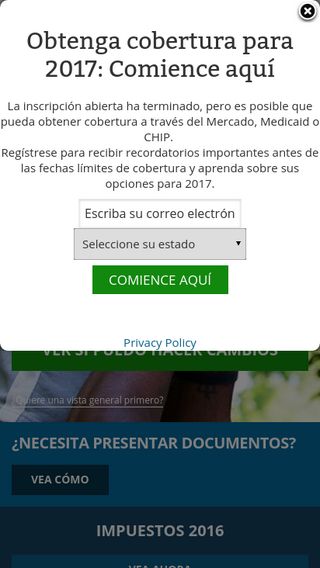 Obtenga cobertura para
2017: Comience aquí
La inscripción abierta ha terminado, pero es posible que
pueda obtener cobertura a través del Mercado, Medicaid o
CHIP.
Regístrese para recibir recordatorios importantes antes de
las fechas límites de cobertura y aprenda sobre sus
opciones para 2017.
Escriba su correo electrón
Seleccione su estado
COMIENCE AQUÍ
Privacy Policy
VER SI PUEDO HACER CAMBIOS
¿Quiere una vista general primero?
¿NECESITA PRESENTAR DOCUMENTOS?
VEA CÓMO
IMPUESTOS 2016
VEA AHORA